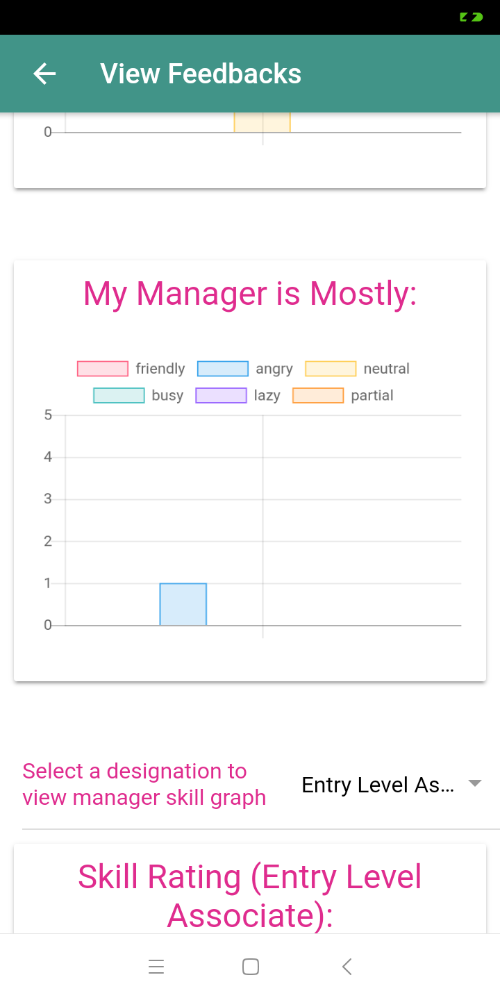 View Feedbacks
0
My Manager is Mostly:
friendly angry neutral
busy lazy partial
5
4
3
2
1
0
Select a designation to
view manager skill graph
Entry Level As...
Skill Rating (Entry Level
Associate):